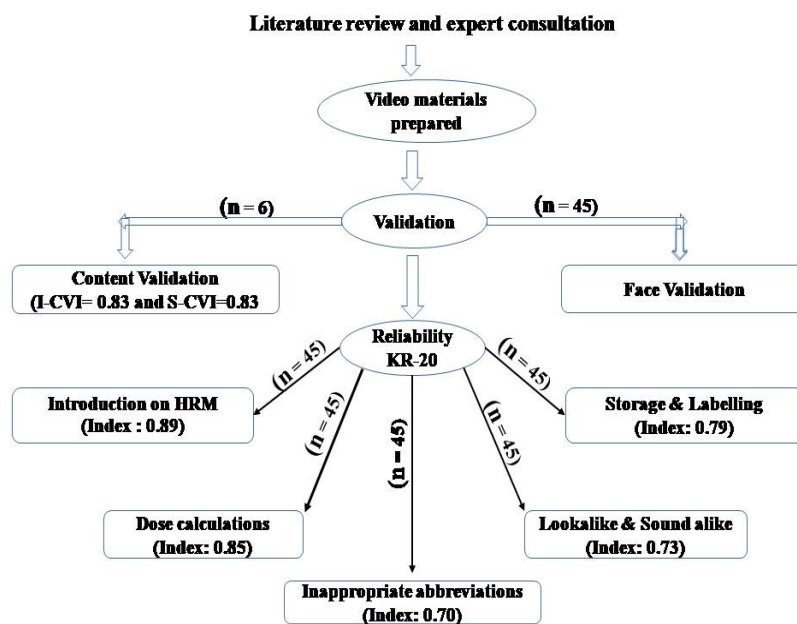 Literature review and expert consultation
Video materials
prepared
(n = 6)
(n = 45)
Validation
Content Validation
(I-CVI= 0.83 and S-CVI=0.83
Face Validation
Reliability
KR-20
(n = 45)
(n = 45)
(n = 45)
(n = 45)
(n = 45)
Introduction on HRM
(Index : 0.89)
Storage & Labelling
(Index: 0.79)
Dose calculations
(Index: 0.85)
Lookalike & Sound alike
(Index: 0.73)
Inappropriate abbreviations
(Index: 0.70)